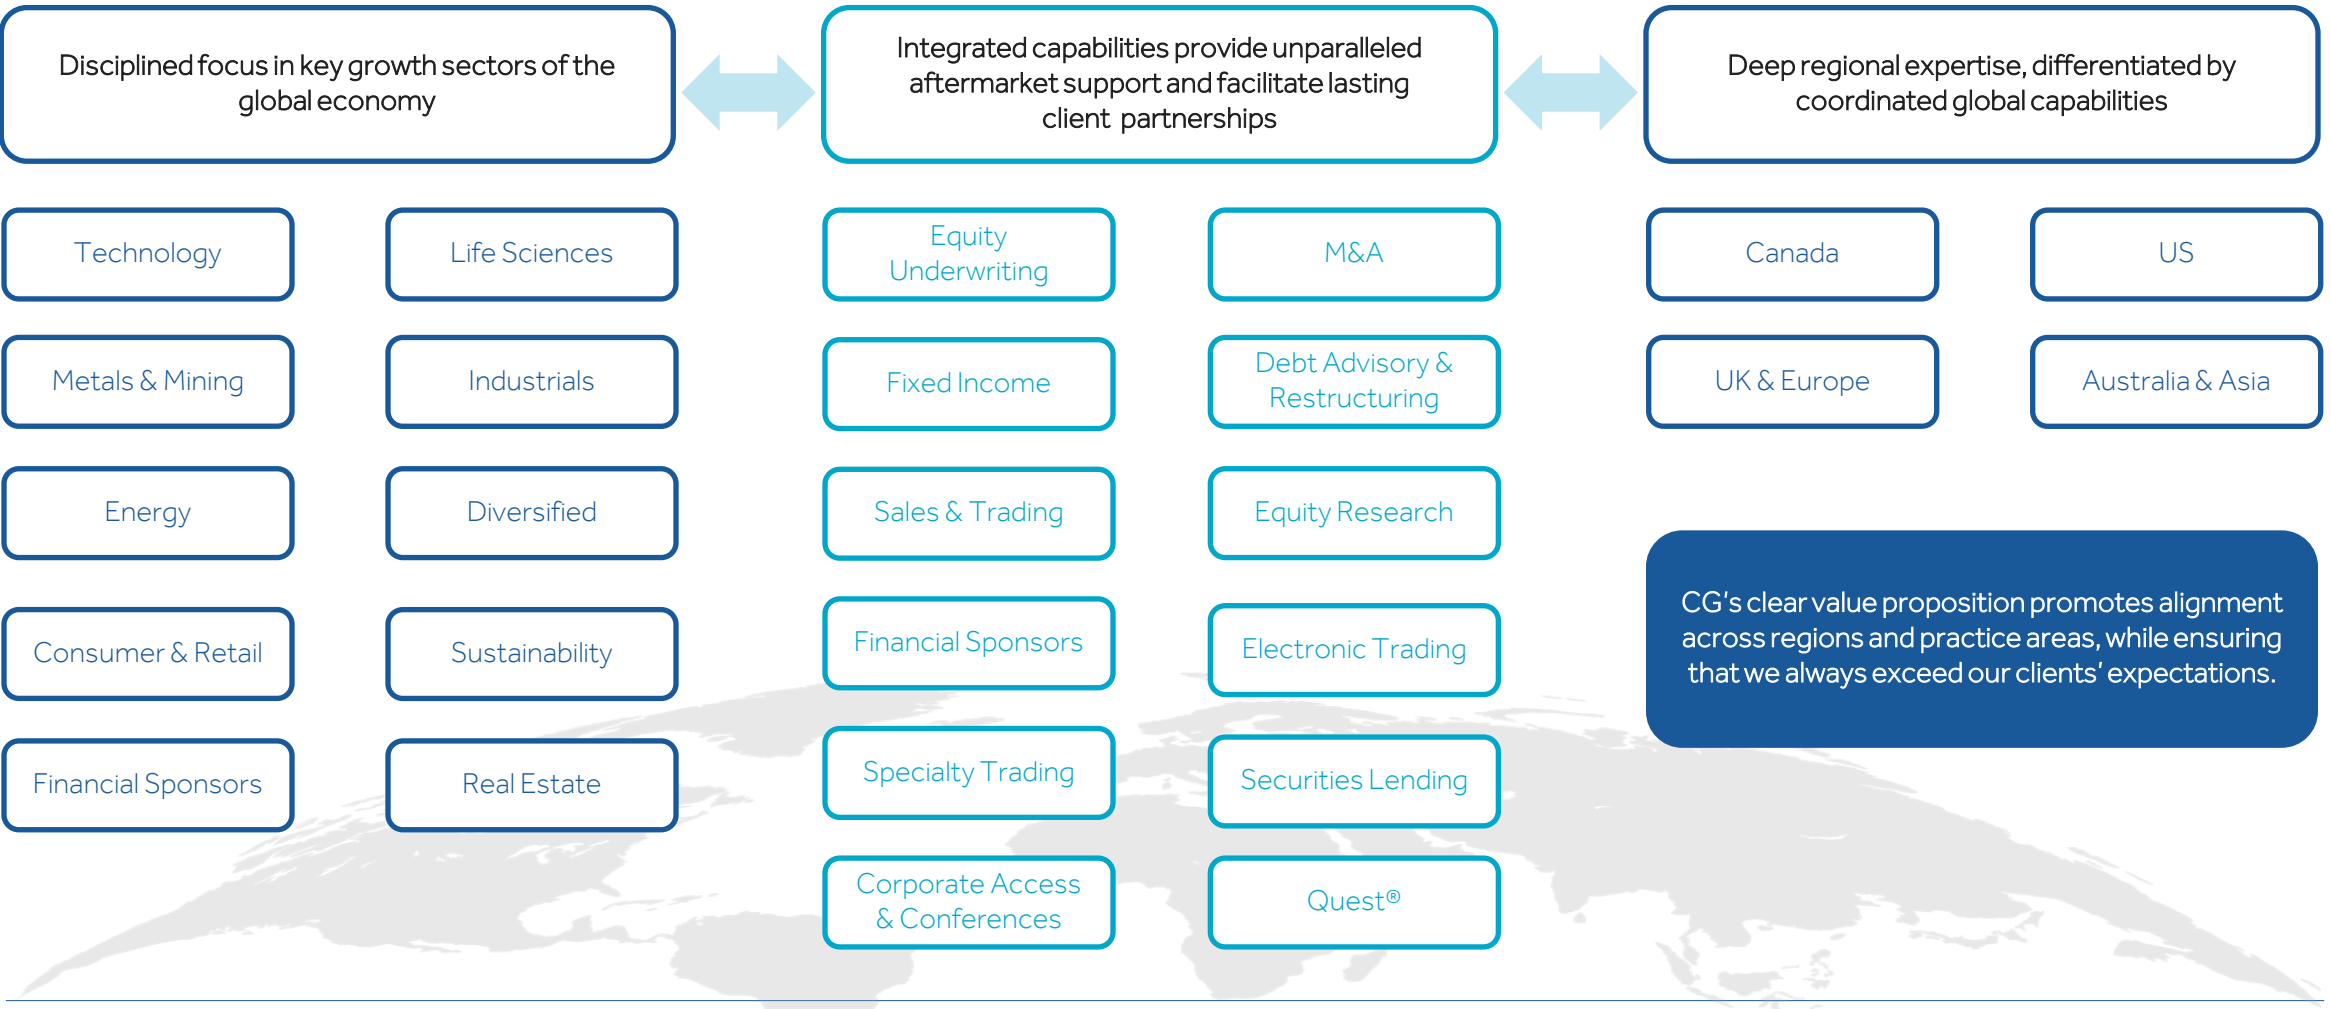 Disciplined focus in key growth sectors of the
global economy
Integrated capabilities provide unparalleled
aftermarket support and facilitate lasting
client partnerships
Deep regional expertise, differentiated by
coordinated global capabilities
Technology
Life Sciences
Metals & Mining
Industrials
Energy
Diversified
Consumer & Retail
Sustainability
Financial Sponsors
Real Estate
Equity
Underwriting
M&A
Fixed Income
Debt Advisory &
Restructuring
Sales & Trading
Equity Research
Financial Sponsors
Electronic Trading
Specialty Trading
Securities Lending
Corporate Access
& Conferences
Quest®
Canada
US
UK & Europe
Australia & Asia
CG's clear value proposition promotes alignment
across regions and practice areas, while ensuring
that we always exceed our clients' expectations.